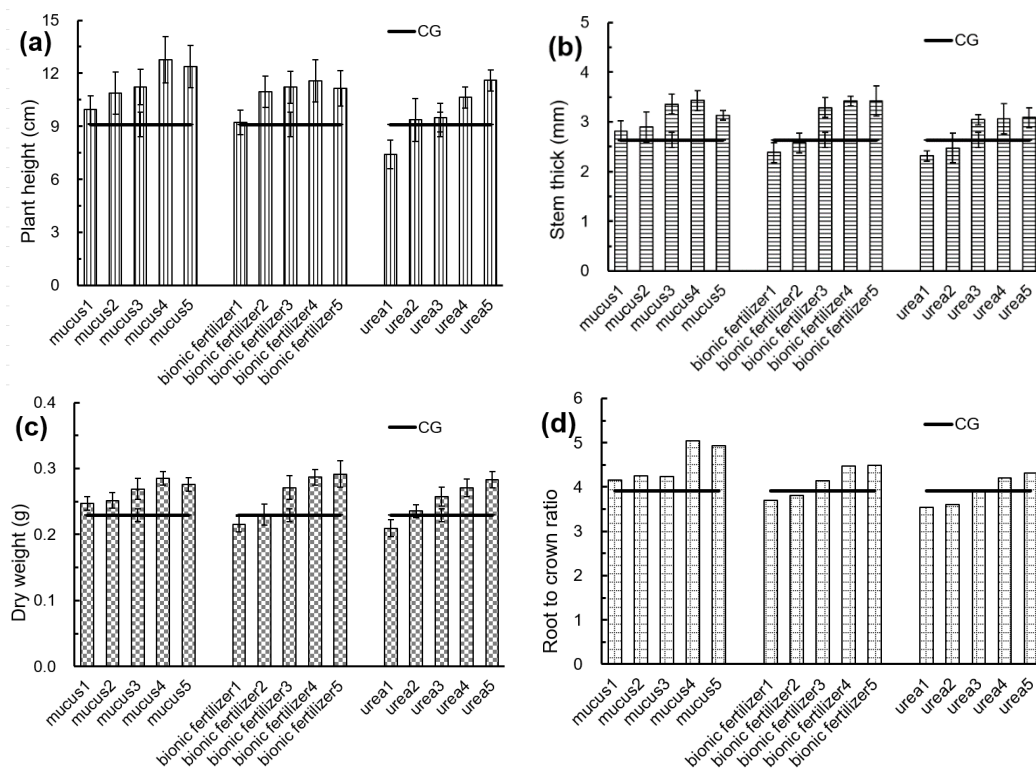 (a)
CG
Plant height (cm)
15
12
9
6
3
0
mucus1
mucus2
mucus3
mucus4
mucus5
bionic fertilizer1
bionic fertilizer2
bionic fertilizer3
bionic fertilizer4
bionic fertilizer5
urea1
urea2
urea3
urea4
urea5
(b)
CG
Stem thick (mm)
5
4
3
2
1
0
mucus1
mucus2
mucus3
mucus4
mucus5
bionic fertilizer1
bionic fertilizer2
bionic fertilizer3
bionic fertilizer4
bionic fertilizer5
urea1
urea2
urea3
urea4
urea5
(c)
CG
Dry weight (g)
0.4
0.3
0.2
0.1
0.0
mucus1
mucus2
mucus3
mucus4
mucus5
bionic fertilizer1
bionic fertilizer2
bionic fertilizer3
bionic fertilizer4
bionic fertilizer5
urea1
urea2
urea3
urea4
urea5
(d)
CG
Root to crown ratio
6
5
4
3
2
1
0
mucus1
mucus2
mucus3
mucus4
mucus5
bionic fertilizer1
bionic fertilizer2
bionic fertilizer3
bionic fertilizer4
bionic fertilizer5
urea1
urea2
urea3
urea4
urea5